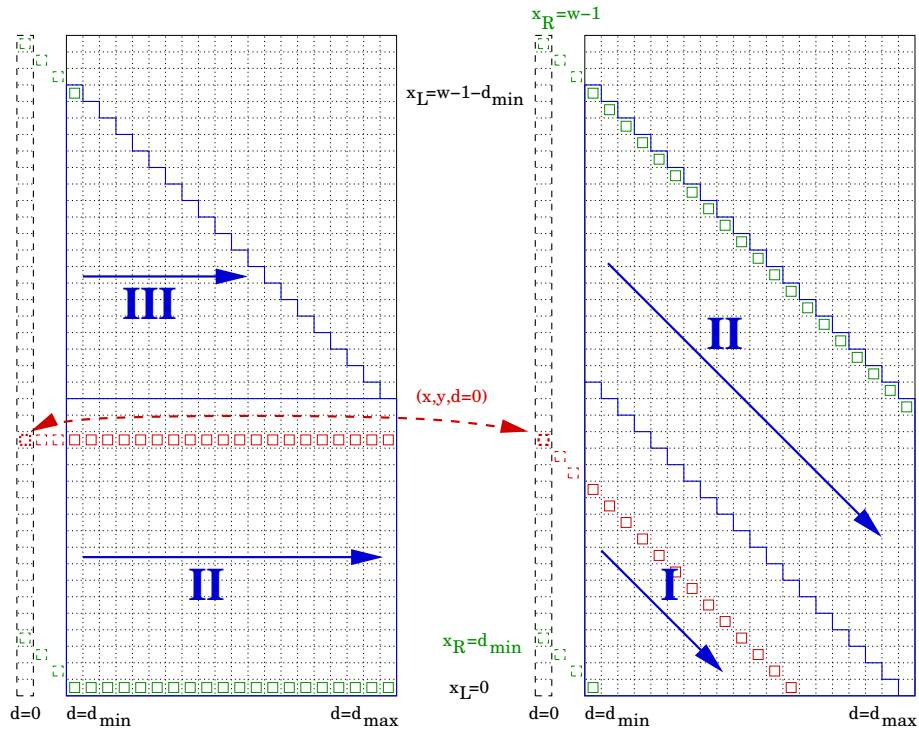 x_R=w−1
x_L=w−1−d_min
III
II
(x,y,d=0)
II
I
x_R=d_min
x_L=0
d=0 d=d_min d=d_max d=0 d=d_min d=d_max